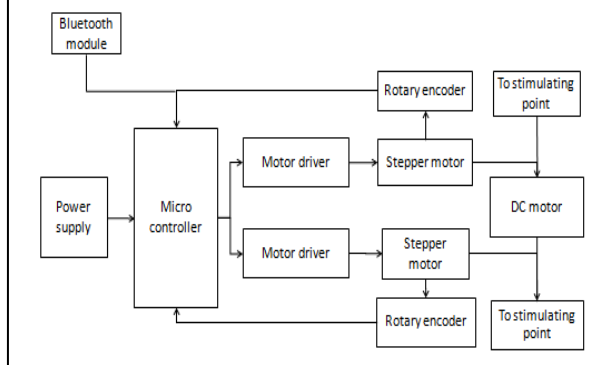 Bluetooth
module
Rotary encoder
To stimulating
point
Motor driver
Stepper motor
Power
supply
Micro
controller
DC motor
Motor driver
Stepper
motor
Rotary encoder
To stimulating
point